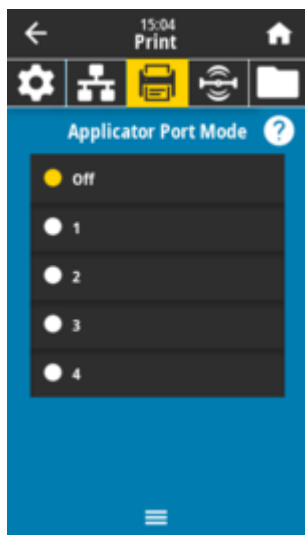 15:04
Print
Applicator Port Mode ?
Off
1
2
3
4